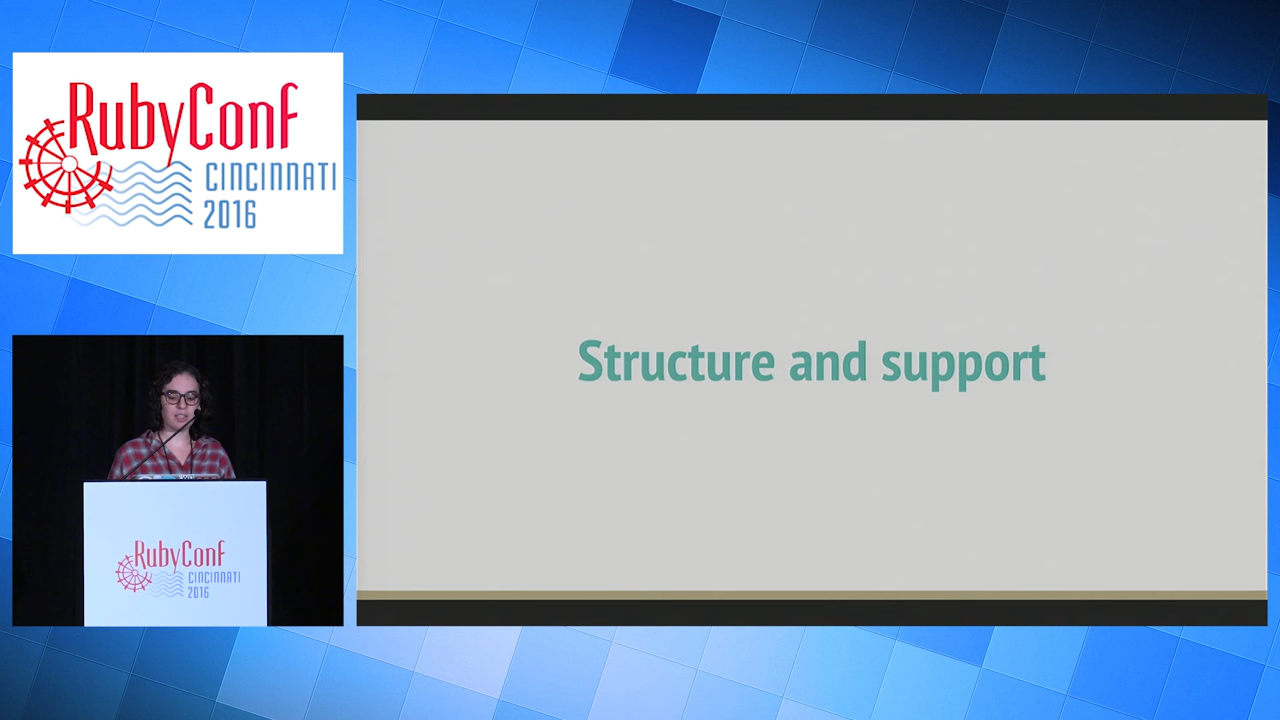 RubyConf
CINCINNATI
2016
Structure and support
RubyConf
CINCINNATI
2016